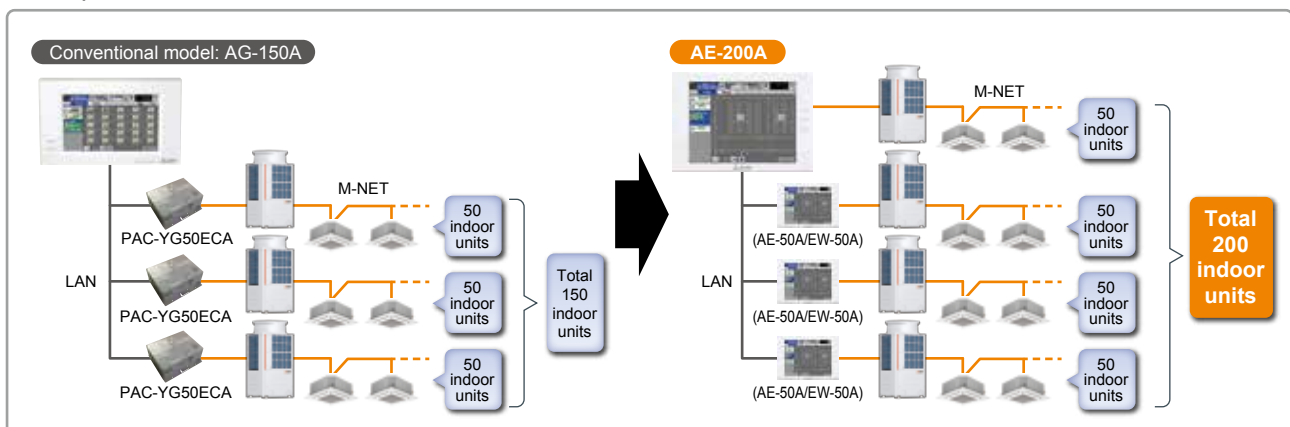 Conventional model: AG-150A
M-NET
50
indoor
units
PAC-YG50ECA
50
indoor
units
LAN
PAC-YG50ECA
50
indoor
units
PAC-YG50ECA
Total
150
indoor
units
AE-200A
M-NET
50
indoor
units
50
indoor
units
(AE-50A/EW-50A)
LAN
50
indoor
units
(AE-50A/EW-50A)
50
indoor
units
(AE-50A/EW-50A)
Total
200
indoor
units